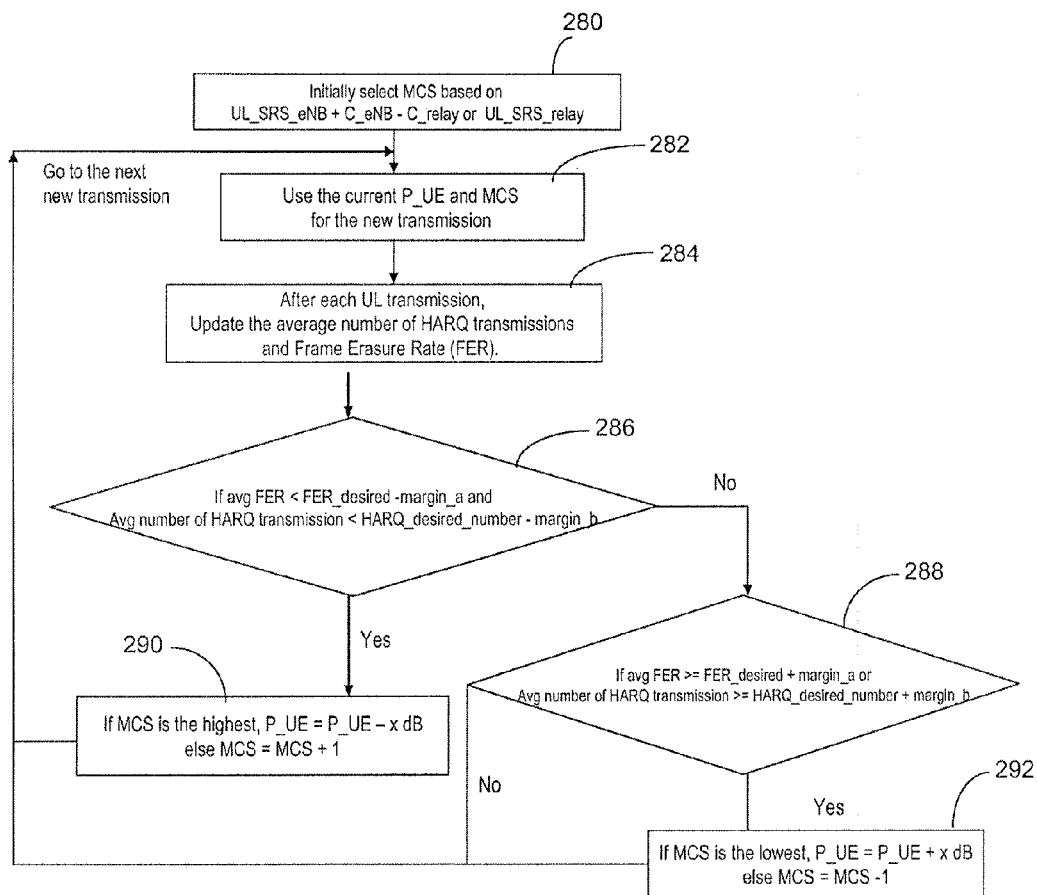 280
Initially select MCS based on
UL_SRS_eNB + C_eNB - C_relay or UL_SRS_relay
282
Go to the next
new transmission
Use the current P_UE and MCS
for the new transmission
284
After each UL transmission,
Update the average number of HARQ transmissions
and Frame Erasure Rate (FER).
286
If avg FER < FER_desired -margin_a and
Avg number of HARQ transmission < HARQ_desired_number - margin_b
No
288
Yes
290
If avg FER >= FER_desired + margin_a or
Avg number of HARQ transmission >= HARQ_desired_number + margin_b
If MCS is the highest, P_UE = P_UE – x dB
else MCS = MCS + 1
No
Yes
292
If MCS is the lowest, P_UE = P_UE + x dB
else MCS = MCS -1